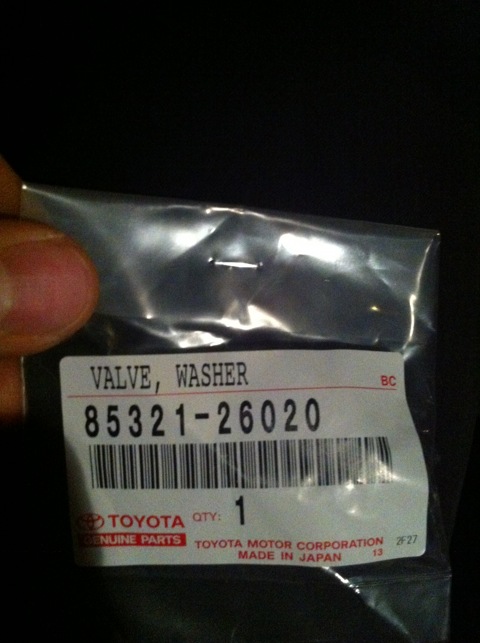 VALVE, WASHER
BC
85321-26020
TOYOTA QTY: 1
GENUINE PARTS
TOYOTA MOTOR CORPORATION 2F27
MADE IN JAPAN 13